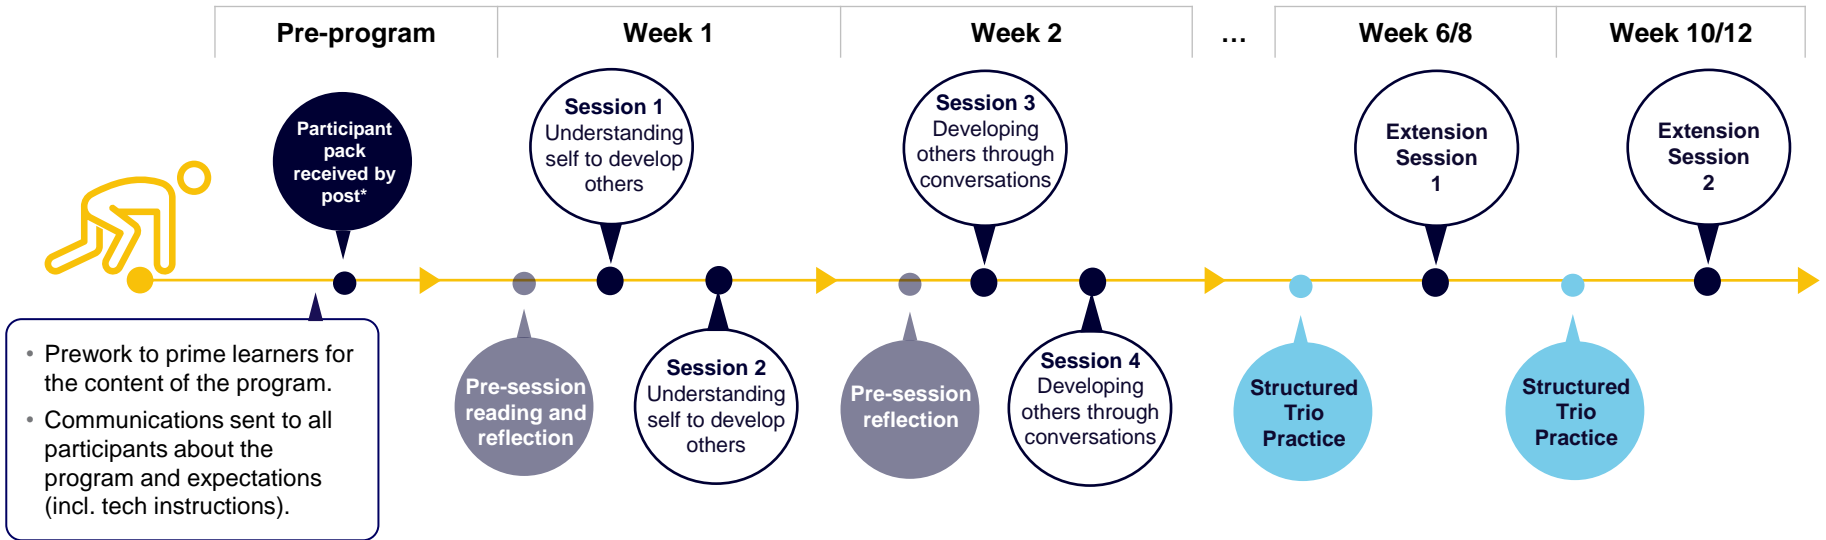 Pre-program
Week 1
Week 2
...
Week 6/8
Week 10/12
Participant
pack
received by
post*
Session 1
Understanding
self to develop
others
Session 3
Developing
others through
conversations
Extension
Session
1
Extension
Session
2
• Prework to prime learners for
the content of the program.
• Communications sent to all
participants about the
program and expectations
(incl. tech instructions).
Pre-session
reading and
reflection
Session 2
Understanding
self to develop
others
Pre-session
reflection
Session 4
Developing
others through
conversations
Structured
Trio
Practice
Structured
Trio
Practice